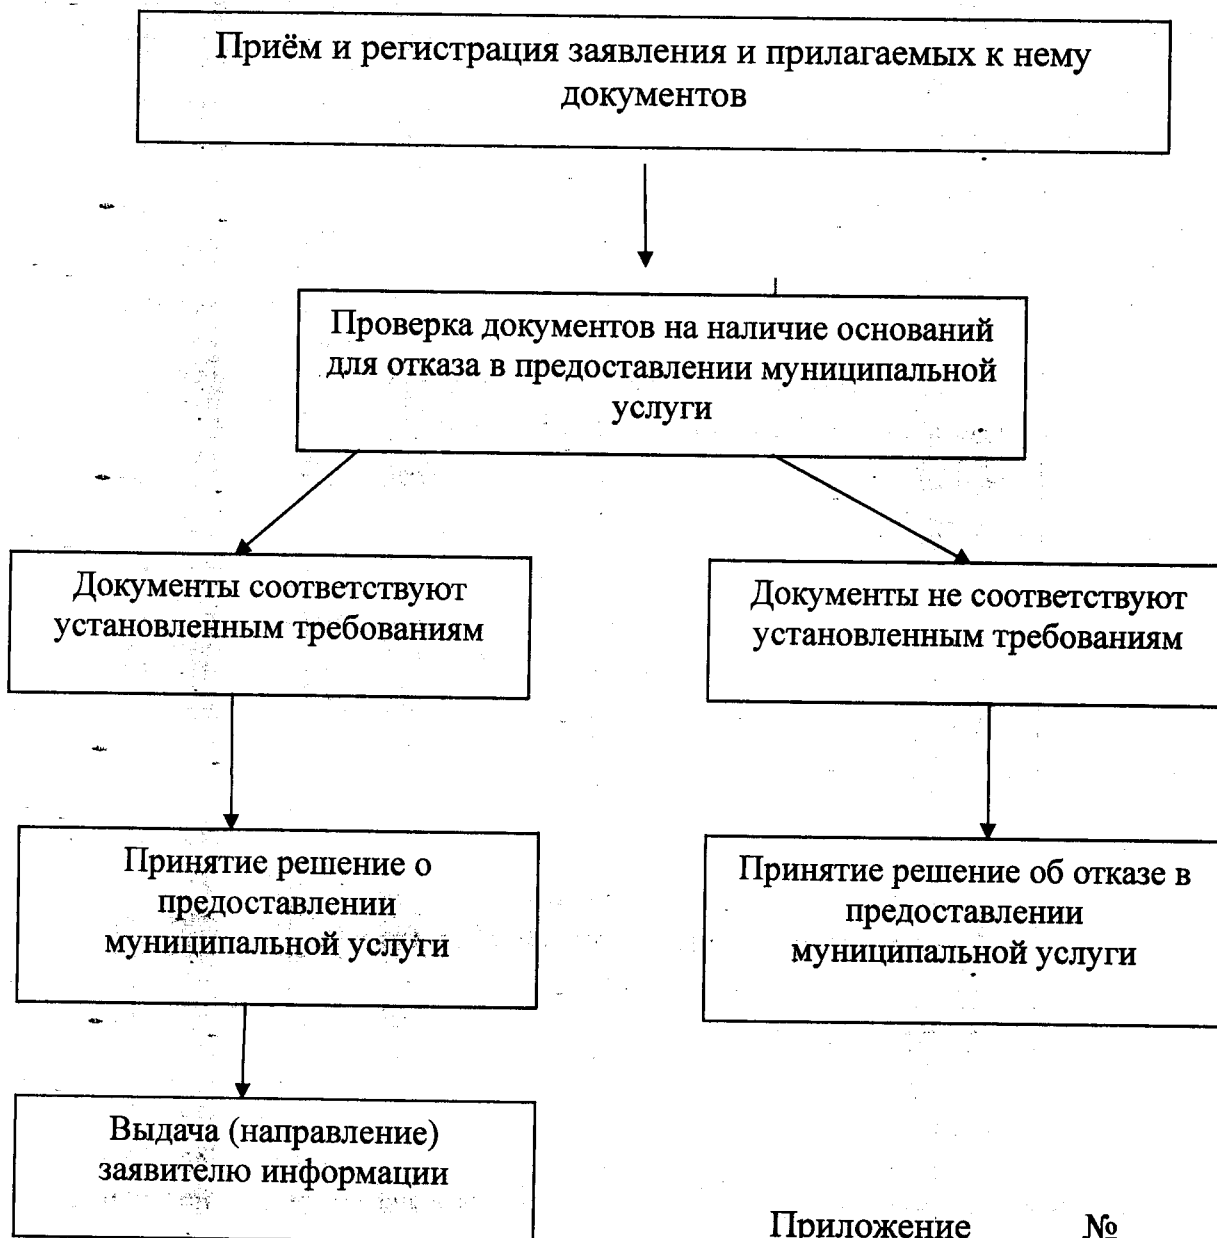 Приём и регистрация заявления и прилагаемых к нему
документов
Проверка документов на наличие оснований
для отказа в предоставлении муниципальной
услуги
Документы соответствуют
установленным требованиям
Документы не соответствуют
установленным требованиям
Принятие решение о
предоставлении
муниципальной услуги
Принятие решение об отказе в
предоставлении
муниципальной услуги
Выдача (направление)
заявителю информации
Приложение №